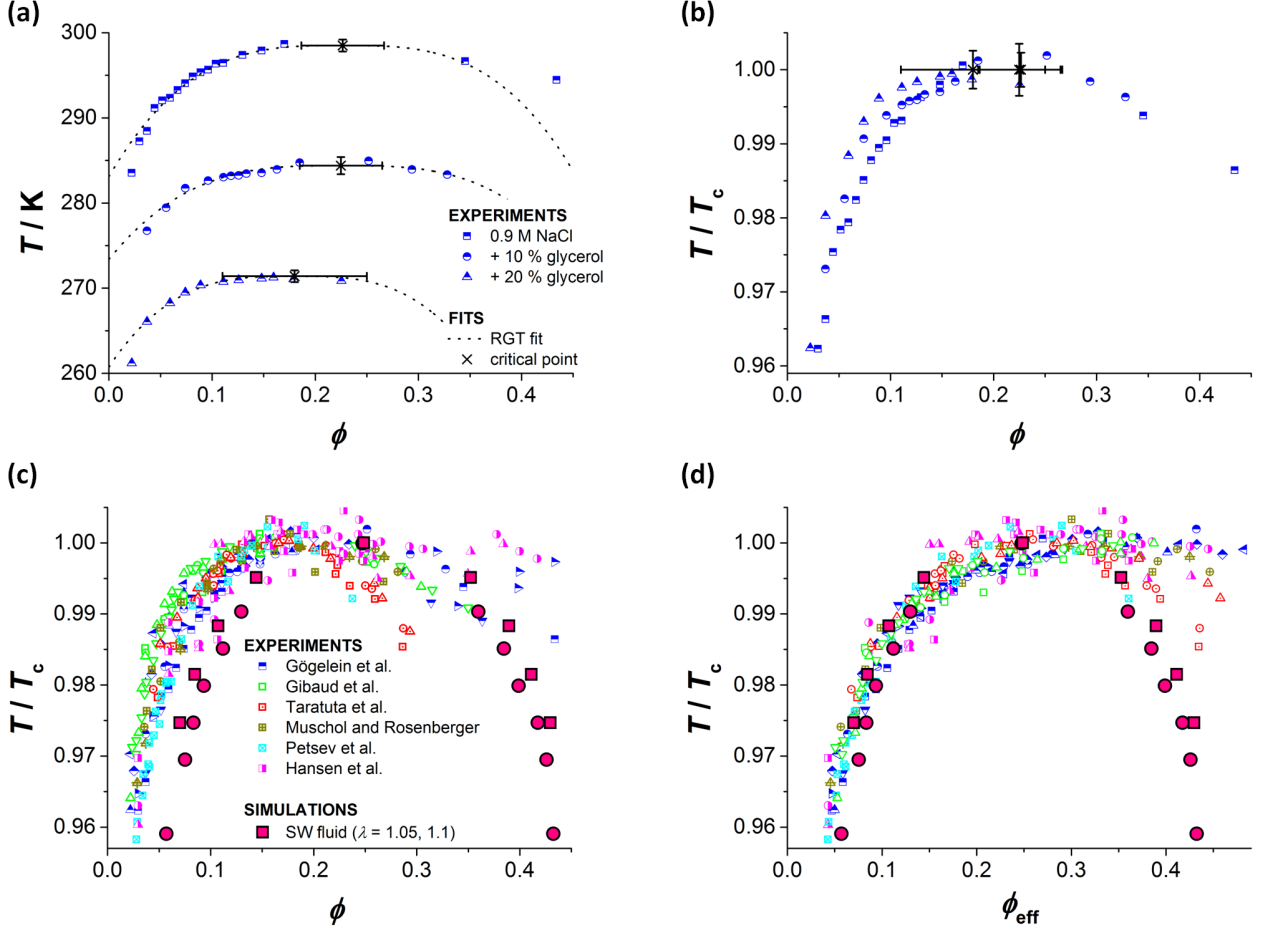 (a)
300
290
280
270
260
T / K
0.0 0.1 0.2 0.3 0.4
ϕ
EXPERIMENTS
0.9 M NaCl
+ 10 % glycerol
+ 20 % glycerol
FITS
RGT fit
critical point
(b)
1.00
0.99
0.98
0.97
0.96
T / Tc
0.0 0.1 0.2 0.3 0.4
ϕ
(c)
1.00
0.99
0.98
0.97
0.96
T / Tc
0.0 0.1 0.2 0.3 0.4
ϕ
EXPERIMENTS
Gögelein et al.
Gibaud et al.
Taratuta et al.
Muschol and Rosenberger
Petsev et al.
Hansen et al.
SIMULATIONS
SW fluid (λ = 1.05, 1.1)
(d)
1.00
0.99
0.98
0.97
0.96
T / Tc
0.0 0.1 0.2 0.3 0.4
ϕeff